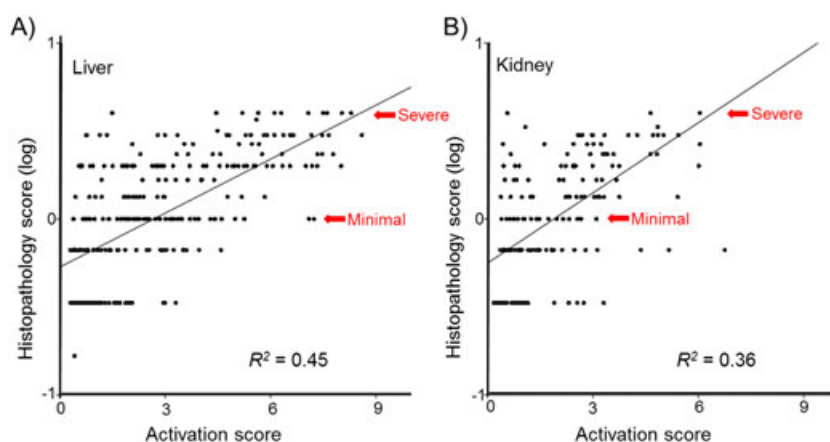 A)
Liver
Histopathology score (log)
1
0
-1
Severe
Minimal
R² = 0.45
0 3 6 9
Activation score
B)
Kidney
Histopathology score (log)
1
0
-1
Severe
Minimal
R² = 0.36
0 3 6 9
Activation score